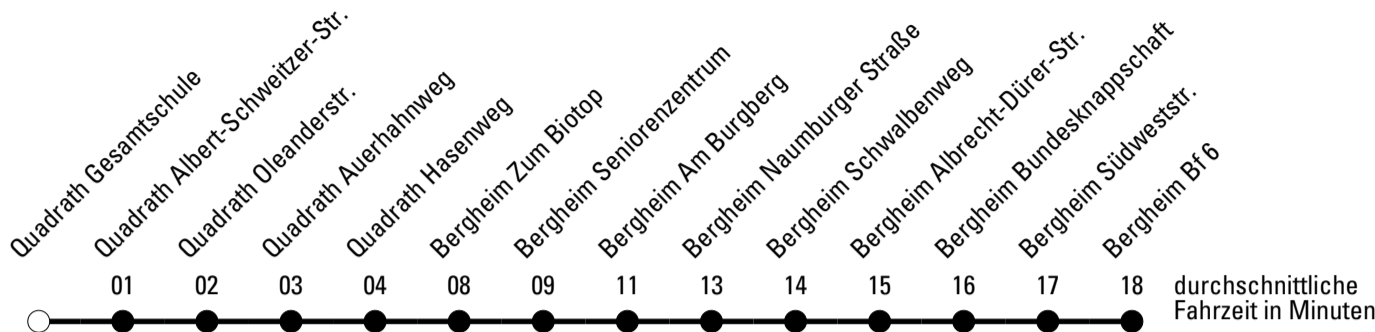 Quadrath Gesamtschule
Quadrath Albert-Schweitzer-Str.
Quadrath Oleanderstr.
Quadrath Auerhahnweg
Quadrath Hasenweg
Bergheim Zum Biotop
Bergheim Seniorenzentrum
Bergheim Am Burgberg
Bergheim Naumburger Straße
Bergheim Schwalbenweg
Bergheim Albrecht-Dürer-Str.
Bergheim Bundesknappschaft
Bergheim Südweststr.
Bergheim Bf 6
01 02 03 04 08 09 11 13 14 15 16 17 18
durchschnittliche
Fahrzeit in Minuten